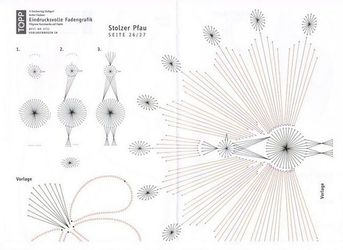 TOPP
Eindrucksvolle Fadengrafik
Stolzer Pfau
SEITE 26/27
1.
2.
3.
Vorlage
Vorlage